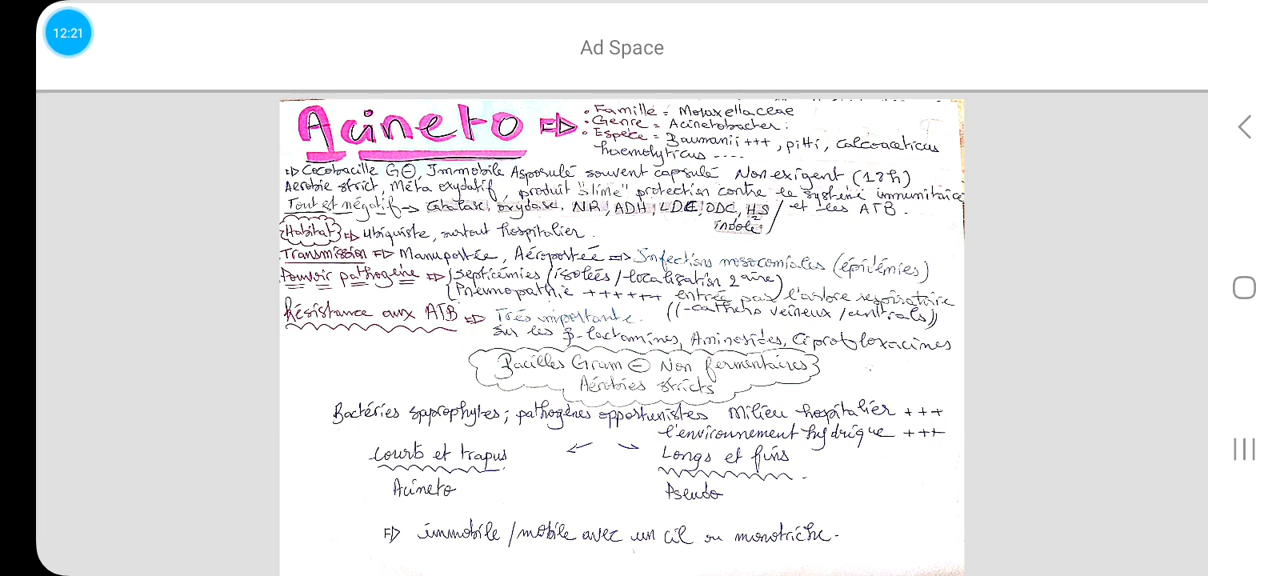 12:21
Ad Space
Acineto ⇒ • Famille = Moraxellaceae
• Genre = Acinetobacter :
• Espece = Baumanii +++, pitti, Calcoaceticus
haemolyticus ....
⇒ Cocobacille G⊖, Immobile Asporulé souvent capsulé Non exigent (18h)
Aerobie strict, Méta oxydatif, produit "slime" protection contre le système immunitaire
Tout est négatif → Catalase, oxydase, NR, ADH, LDC, ODC, H2S / et les ATB.
indole /
Habitat ⇒ Ubiquiste, surtout hospitalier.
Transmission ⇒ Manuportée, Aéroportée ⇒ Infections nosocomiales (épidémies)
Pouvoir pathogène ⇒ Septicémies / isolées / localisation 2aire)
Pneumopathie +++++++ entrée par l'arbre respiratoire
Résistance aux ATB ⇒ Très importante. ((-cathéters veineux / centrals))
Sur les β-lactamines, Aminosides, Ciprofloxacines
Bacilles Gram ⊖ Non fermentaires
Aérobies stricts
Bactéries saprophytes ; pathogènes opportunistes Milieu hospitalier +++
l'environnement hydrique +++
Courts et trapus
Longs et fins
Acineto
Pseudo
⇒ immobile / mobile avec un cil ou monotriche.